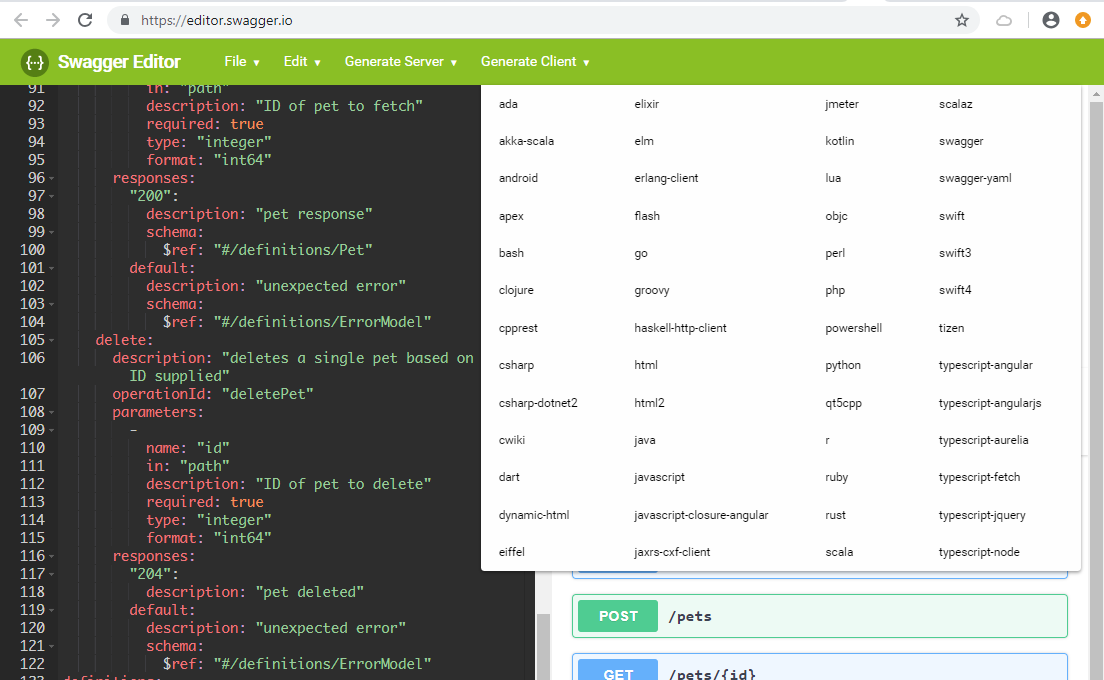 https://editor.swagger.io
Swagger Editor File Edit Generate Server Generate Client
91 in: "path"
92 description: "ID of pet to fetch"
93 required: true
94 type: "integer"
95 format: "int64"
96 responses:
97 "200":
98 description: "pet response"
99 schema:
100 $ref: "#/definitions/Pet"
101 default:
102 description: "unexpected error"
103 schema:
104 $ref: "#/definitions/ErrorModel"
105 delete:
106 description: "deletes a single pet based on
ID supplied"
107 operationId: "deletePet"
108 parameters:
109 -
110 name: "id"
111 in: "path"
112 description: "ID of pet to delete"
113 required: true
114 type: "integer"
115 format: "int64"
116 responses:
117 "204":
118 description: "pet deleted"
119 default:
120 description: "unexpected error"
121 schema:
122 $ref: "#/definitions/ErrorModel"
123 definitions:
ada elixir jmeter scalaz
akka-scala elm kotlin swagger
android erlang-client lua swagger-yaml
apex flash objc swift
bash go perl swift3
clojure groovy php swift4
cpprest haskell-http-client powershell tizen
csharp html python typescript-angular
csharp-dotnet2 html2 qt5cpp typescript-angularjs
cwiki java r typescript-aurelia
dart javascript ruby typescript-fetch
dynamic-html javascript-closure-angular rust typescript-jquery
eiffel jaxrs-cxf-client scala typescript-node
POST /pets
GET /pets/{id}